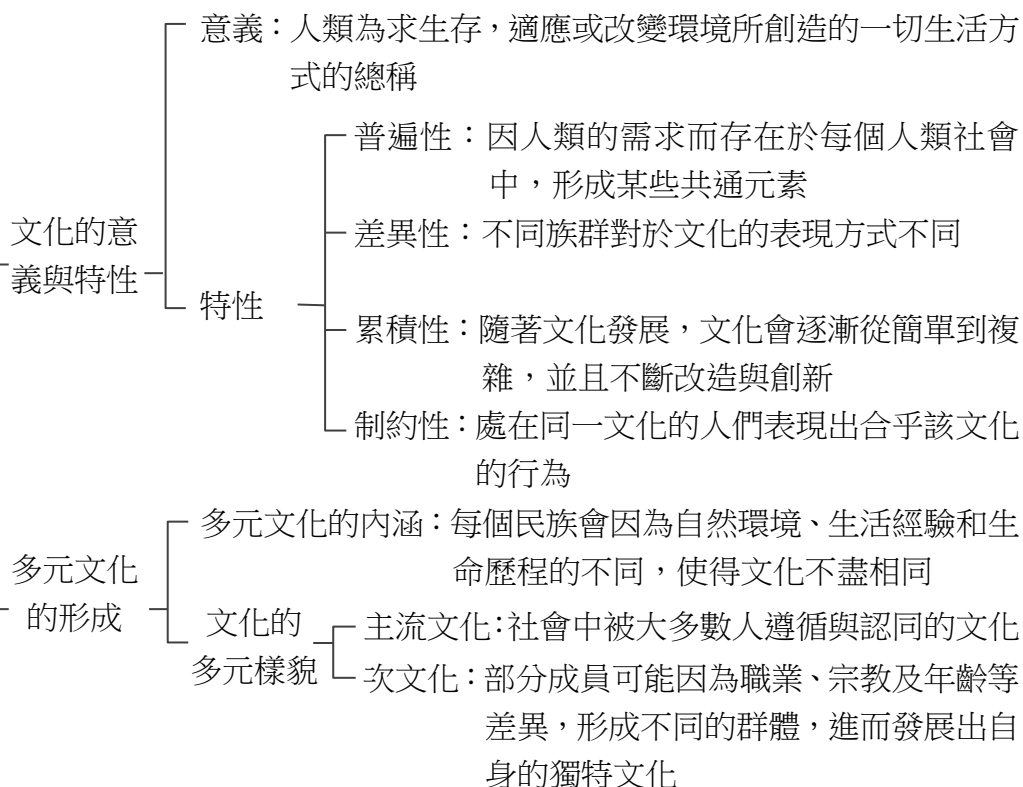 意義：人類為求生存，適應或改變環境所創造的一切生活方
式的總稱
普遍性：因人類的需求而存在於每個人類社會
中，形成某些共通元素
文化的意
義與特性
差異性：不同族群對於文化的表現方式不同
特性
累積性：隨著文化發展，文化會逐漸從簡單到複
雜，並且不斷改造與創新
制約性：處在同一文化的人們表現出合乎該文化
的行為
多元文化的內涵：每個民族會因為自然環境、生活經驗和生
命歷程的不同，使得文化不盡相同
多元文化
的形成
文化的
多元樣貌
主流文化：社會中被大多數人遵循與認同的文化
次文化：部分成員可能因為職業、宗教及年齡等
差異，形成不同的群體，進而發展出自
身的獨特文化